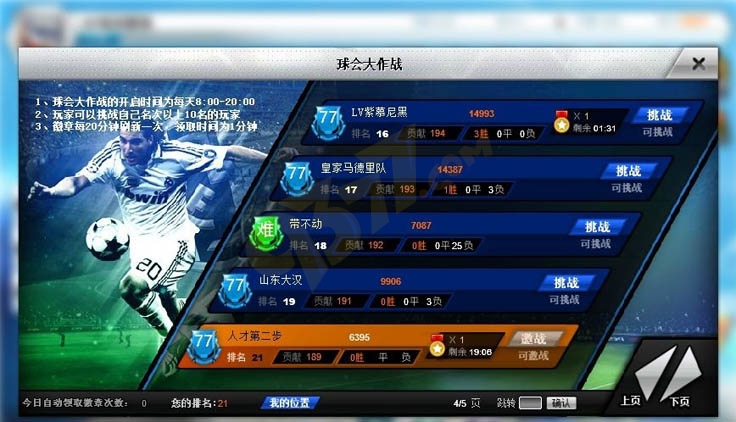 球会大作战
1、球会大作战的开启时间为每天8:00-20:00
2、玩家可以挑战自己名次以上10名的玩家
3、徽章每20分钟刷新一次，领取时间为1分钟
77 LV紫慕尼黑 14993 X 1 挑战
排名 16 贡献 194 3胜 0平 0负 剩余 01:31 可挑战
77 皇家马德里队 14387 挑战
排名 17 贡献 193 1胜 0平 3负 可挑战
难 带不动 7087 挑战
排名 18 贡献 192 0胜 0平 25负 可挑战
77 山东大汉 9906 挑战
排名 19 贡献 191 0胜 0平 3负 可挑战
77 人才第二步 6395 X 1 邀战
排名 21 贡献 189 0胜 平 负 剩余 19:06 可邀战
bwin
20
今日自动领取徽章次数： 0 您的排名:21 我的位置 4/5 页 跳转 确认 上页 下页